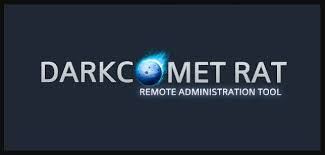 DARKCOMET RAT
REMOTE ADMINISTRATION TOOL